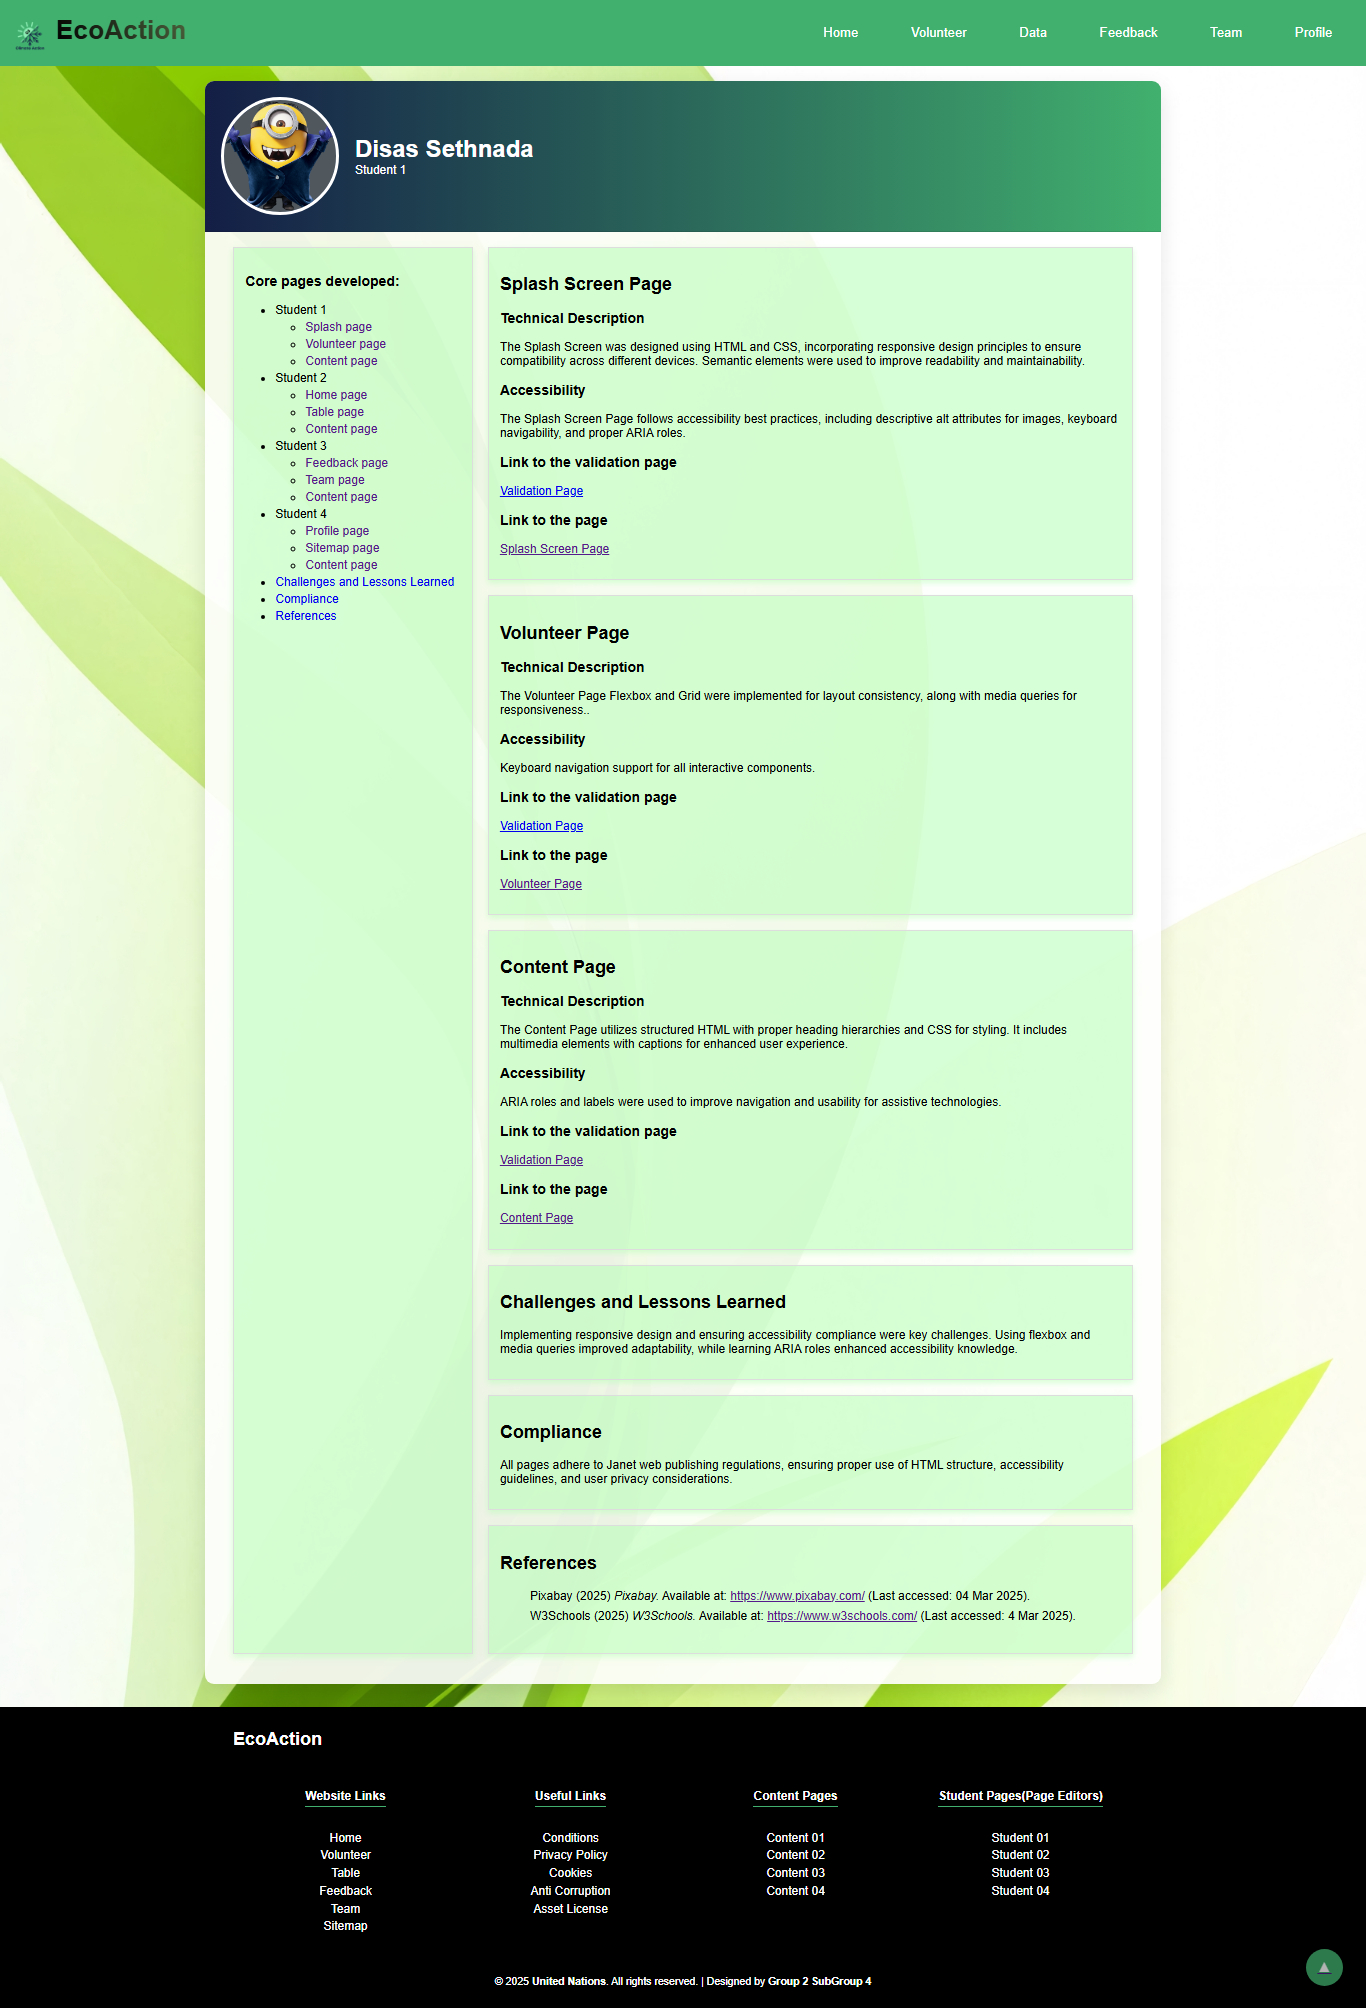 EcoAction
Home Volunteer Data Feedback Team Profile
Disas Sethnada
Student 1
Core pages developed:
Student 1
Splash page
Volunteer page
Content page
Student 2
Home page
Table page
Content page
Student 3
Feedback page
Team page
Content page
Student 4
Profile page
Sitemap page
Content page
Challenges and Lessons Learned
Compliance
References
Splash Screen Page
Technical Description
The Splash Screen was designed using HTML and CSS, incorporating responsive design principles to ensure
compatibility across different devices. Semantic elements were used to improve readability and maintainability.
Accessibility
The Splash Screen Page follows accessibility best practices, including descriptive alt attributes for images, keyboard
navigability, and proper ARIA roles.
Link to the validation page
Validation Page
Link to the page
Splash Screen Page
Volunteer Page
Technical Description
The Volunteer Page Flexbox and Grid were implemented for layout consistency, along with media queries for
responsiveness..
Accessibility
Keyboard navigation support for all interactive components.
Link to the validation page
Validation Page
Link to the page
Volunteer Page
Content Page
Technical Description
The Content Page utilizes structured HTML with proper heading hierarchies and CSS for styling. It includes
multimedia elements with captions for enhanced user experience.
Accessibility
ARIA roles and labels were used to improve navigation and usability for assistive technologies.
Link to the validation page
Validation Page
Link to the page
Content Page
Challenges and Lessons Learned
Implementing responsive design and ensuring accessibility compliance were key challenges. Using flexbox and
media queries improved adaptability, while learning ARIA roles enhanced accessibility knowledge.
Compliance
All pages adhere to Janet web publishing regulations, ensuring proper use of HTML structure, accessibility
guidelines, and user privacy considerations.
References
Pixabay (2025) Pixabay. Available at: https://www.pixabay.com/ (Last accessed: 04 Mar 2025).
W3Schools (2025) W3Schools. Available at: https://www.w3schools.com/ (Last accessed: 4 Mar 2025).
EcoAction
Website Links
Home
Volunteer
Table
Feedback
Team
Sitemap
Useful Links
Conditions
Privacy Policy
Cookies
Anti Corruption
Asset License
Content Pages
Content 01
Content 02
Content 03
Content 04
Student Pages(Page Editors)
Student 01
Student 02
Student 03
Student 04
© 2025 United Nations. All rights reserved. | Designed by Group 2 SubGroup 4